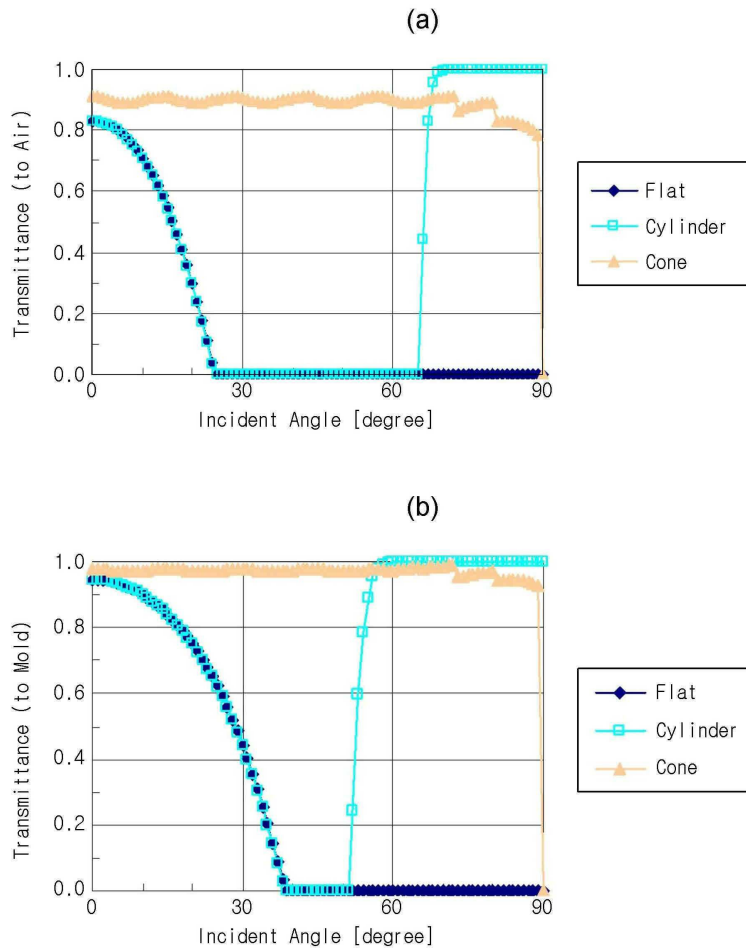 (a)
Transmittance (to Air)
1.0
0.8
0.6
0.4
0.2
0.0
0 30 60 90
Incident Angle [degree]
Flat
Cylinder
Cone
(b)
Transmittance (to Mold)
1.0
0.8
0.6
0.4
0.2
0.0
0 30 60 90
Incident Angle [degree]
Flat
Cylinder
Cone